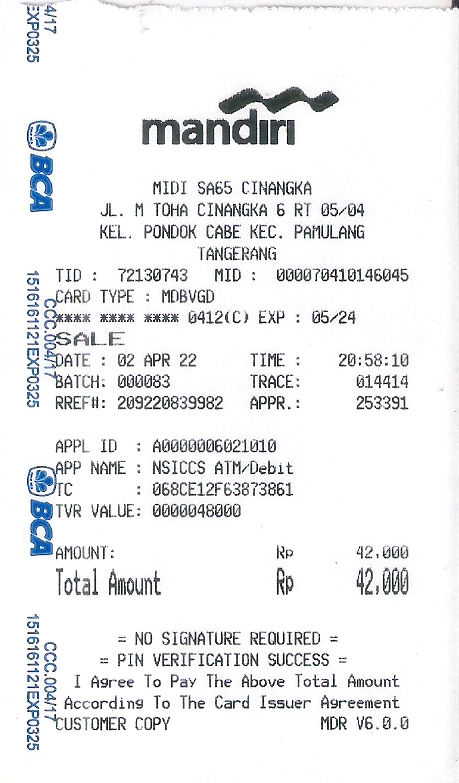 mandırı
MIDI SA65 CINANGKA
JL. M TOHA CINANGKA 6 RT 05/04
KEL. PONDOK CABE KEC. PAMULANG
TANGERANG
TID : 72130743 MID : 000070410146045
CARD TYPE : MDBVGD
**** **** **** 0412(C) EXP : 05/24
SALE
DATE : 02 APR 22 TIME : 20:58:10
BATCH: 000083 TRACE: 014414
RREF#: 209220839982 APPR.: 253391
APPL ID : A0000006021010
APP NAME : NSICCS ATM/Debit
TC : 068CE12F63873861
TVR VALUE: 0000048000
AMOUNT: Rp 42.000
Total Amount Rp 42,000
= NO SIGNATURE REQUIRED =
= PIN VERIFICATION SUCCESS =
I Agree To Pay The Above Total Amount
According To The Card Issuer Agreement
CUSTOMER COPY MDR V6.0.0
4/17
EXP0325
BCA
CCC.004/17
1516161121EXP0325
BCA
CCC.004/17
1516161121EXP0325